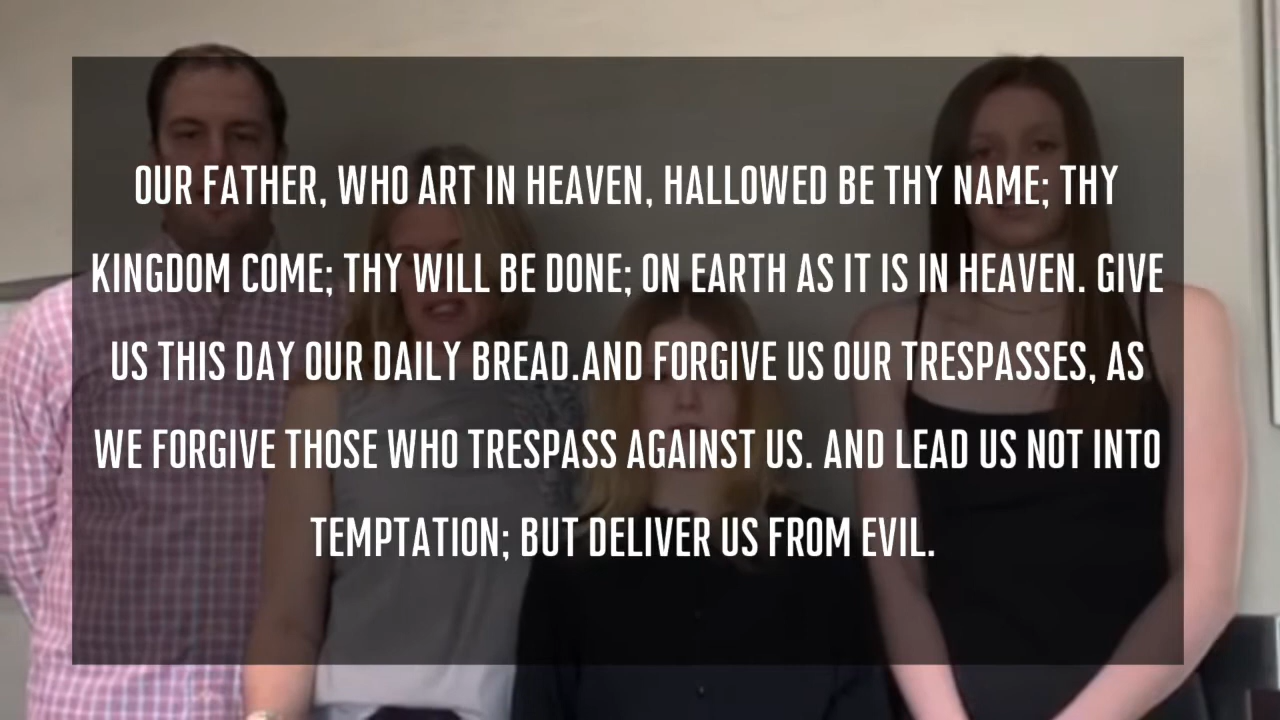 OUR FATHER, WHO ART IN HEAVEN, HALLOWED BE THY NAME; THY
KINGDOM COME; THY WILL BE DONE; ON EARTH AS IT IS IN HEAVEN. GIVE
US THIS DAY OUR DAILY BREAD.AND FORGIVE US OUR TRESPASSES, AS
WE FORGIVE THOSE WHO TRESPASS AGAINST US. AND LEAD US NOT INTO
TEMPTATION; BUT DELIVER US FROM EVIL.